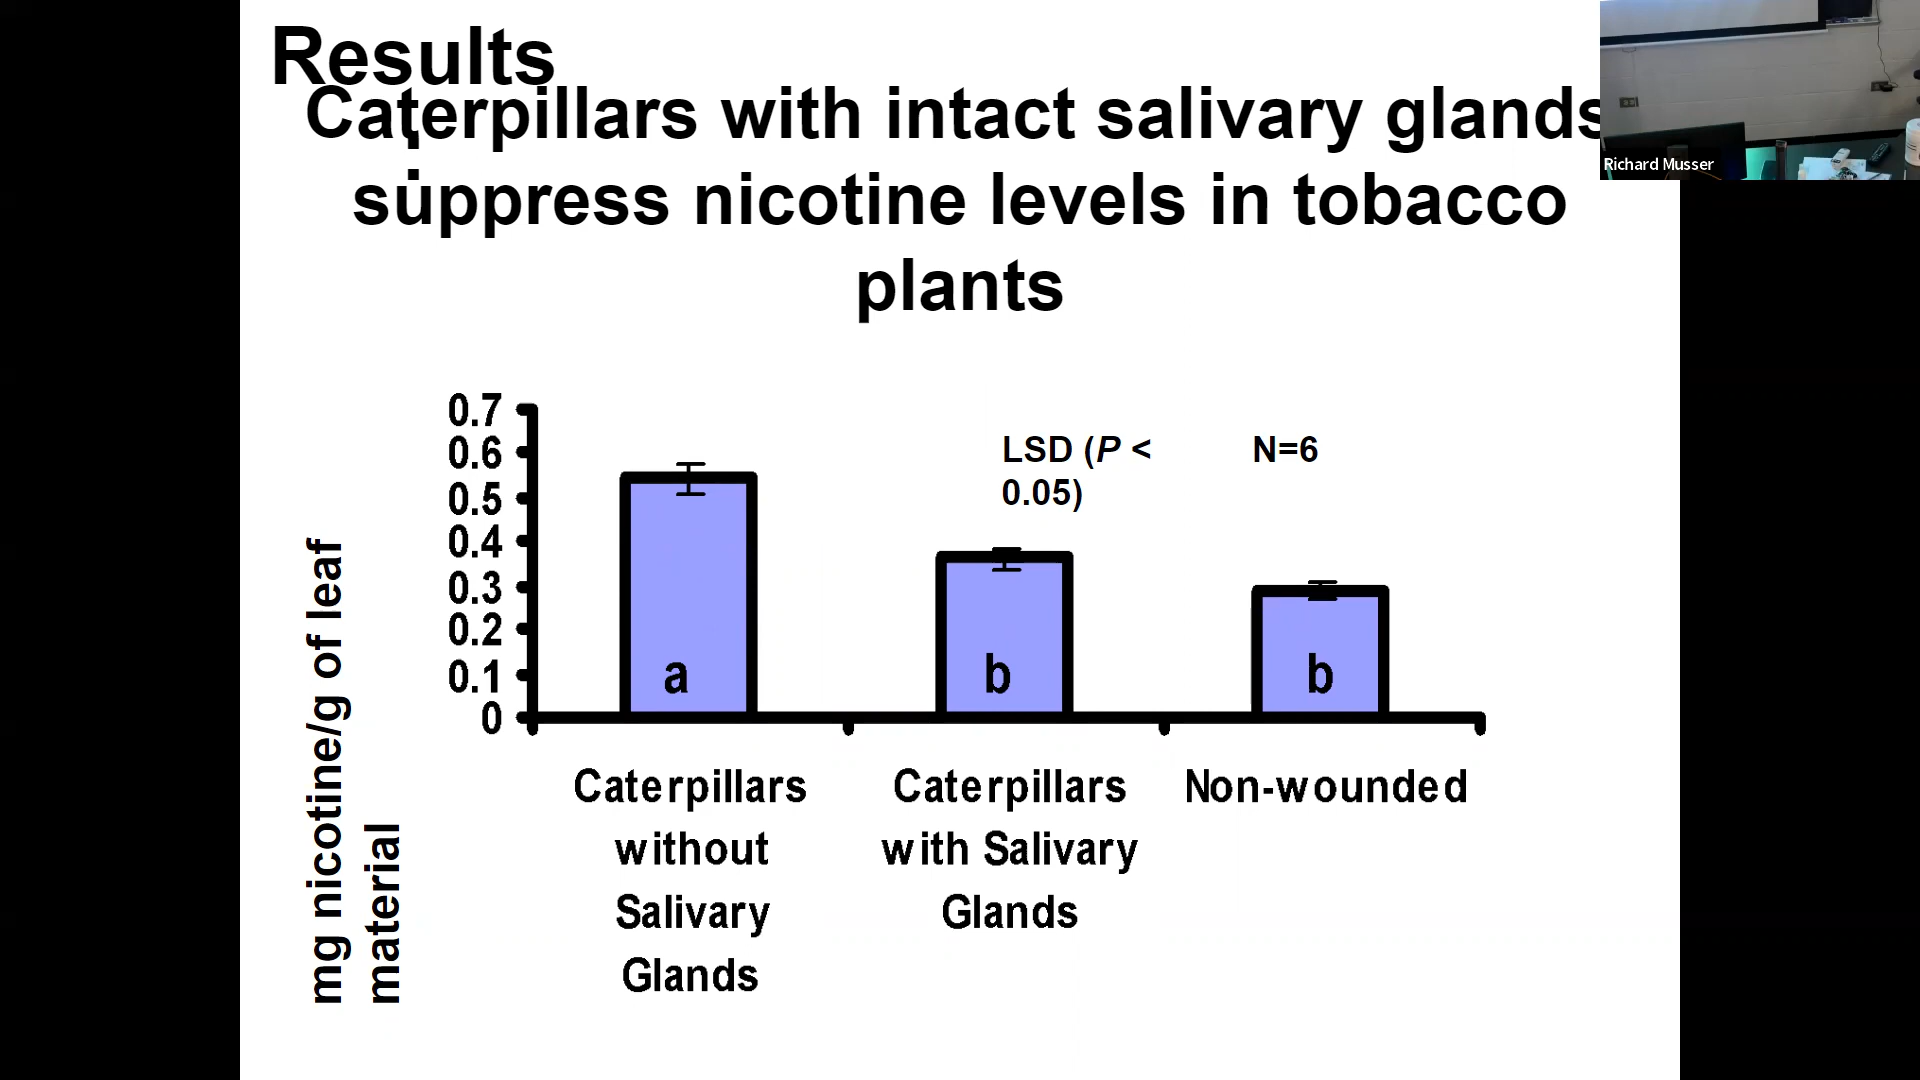 Results
:
Caterpillars with intact salivary glands
suppress nicotine levels in tobacco
plants
Richard Musser
mg nicotine/g of leaf
material
0.7
0.6
0.5
0.4
0.3
0.2
0.1
0
LSD (P <
0.05)
N=6
a
b
b
Caterpillars
without
Salivary
Glands
Caterpillars
with Salivary
Glands
Non-wounded